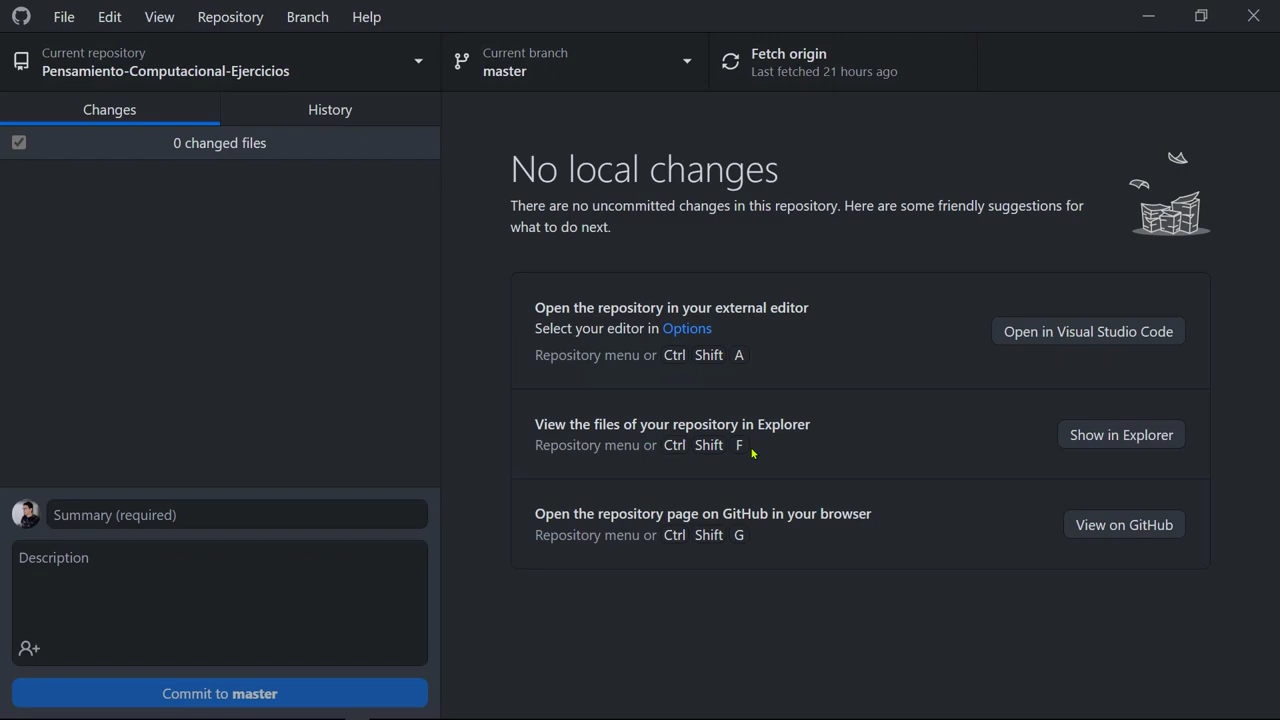 File Edit View Repository Branch Help
Current repository
Pensamiento-Computacional-Ejercicios
Current branch
master
Fetch origin
Last fetched 21 hours ago
Changes History
0 changed files
No local changes
There are no uncommitted changes in this repository. Here are some friendly suggestions for
what to do next.
Open the repository in your external editor
Select your editor in Options
Repository menu or Ctrl Shift A
Open in Visual Studio Code
View the files of your repository in Explorer
Repository menu or Ctrl Shift F
Show in Explorer
Open the repository page on GitHub in your browser
Repository menu or Ctrl Shift G
View on GitHub
Summary (required)
Description
Commit to master